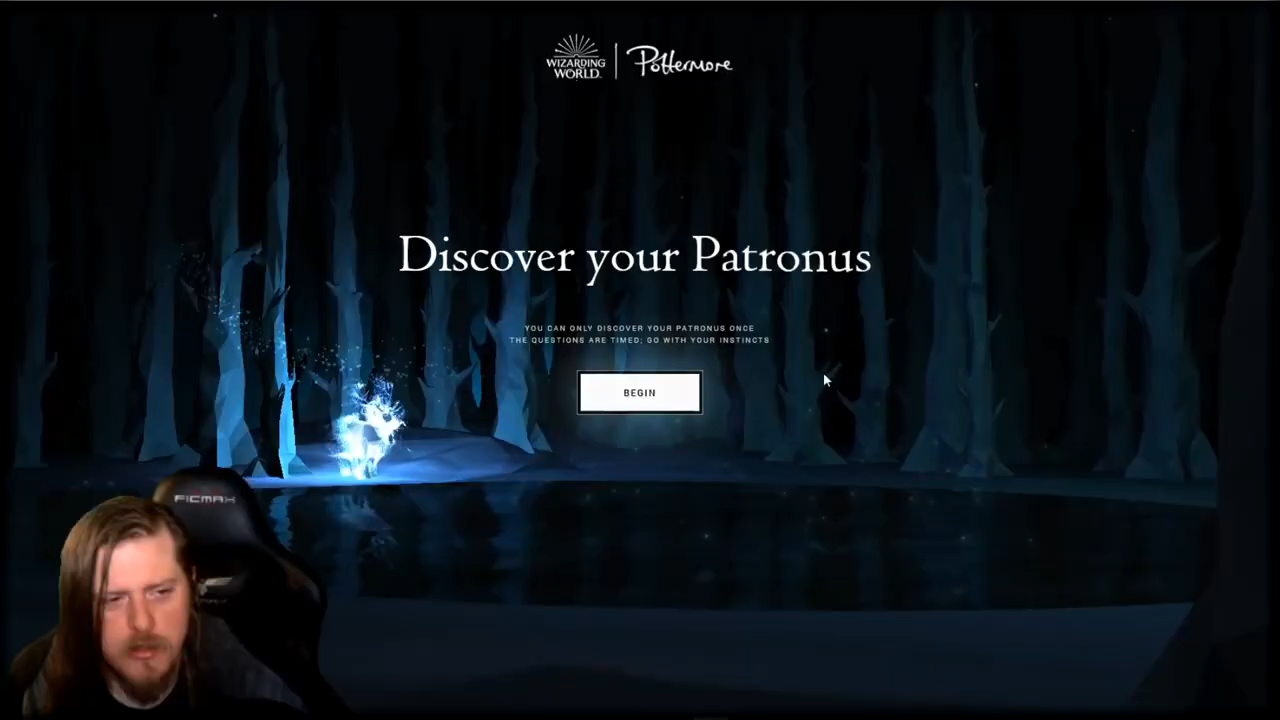 WIZARDING
WORLD.
Pottermore
Discover your Patronus
YOU CAN ONLY DISCOVER YOUR PATRONUS ONCE
THE QUESTIONS ARE TIMED; GO WITH YOUR INSTINCTS
BEGIN
FICMAX